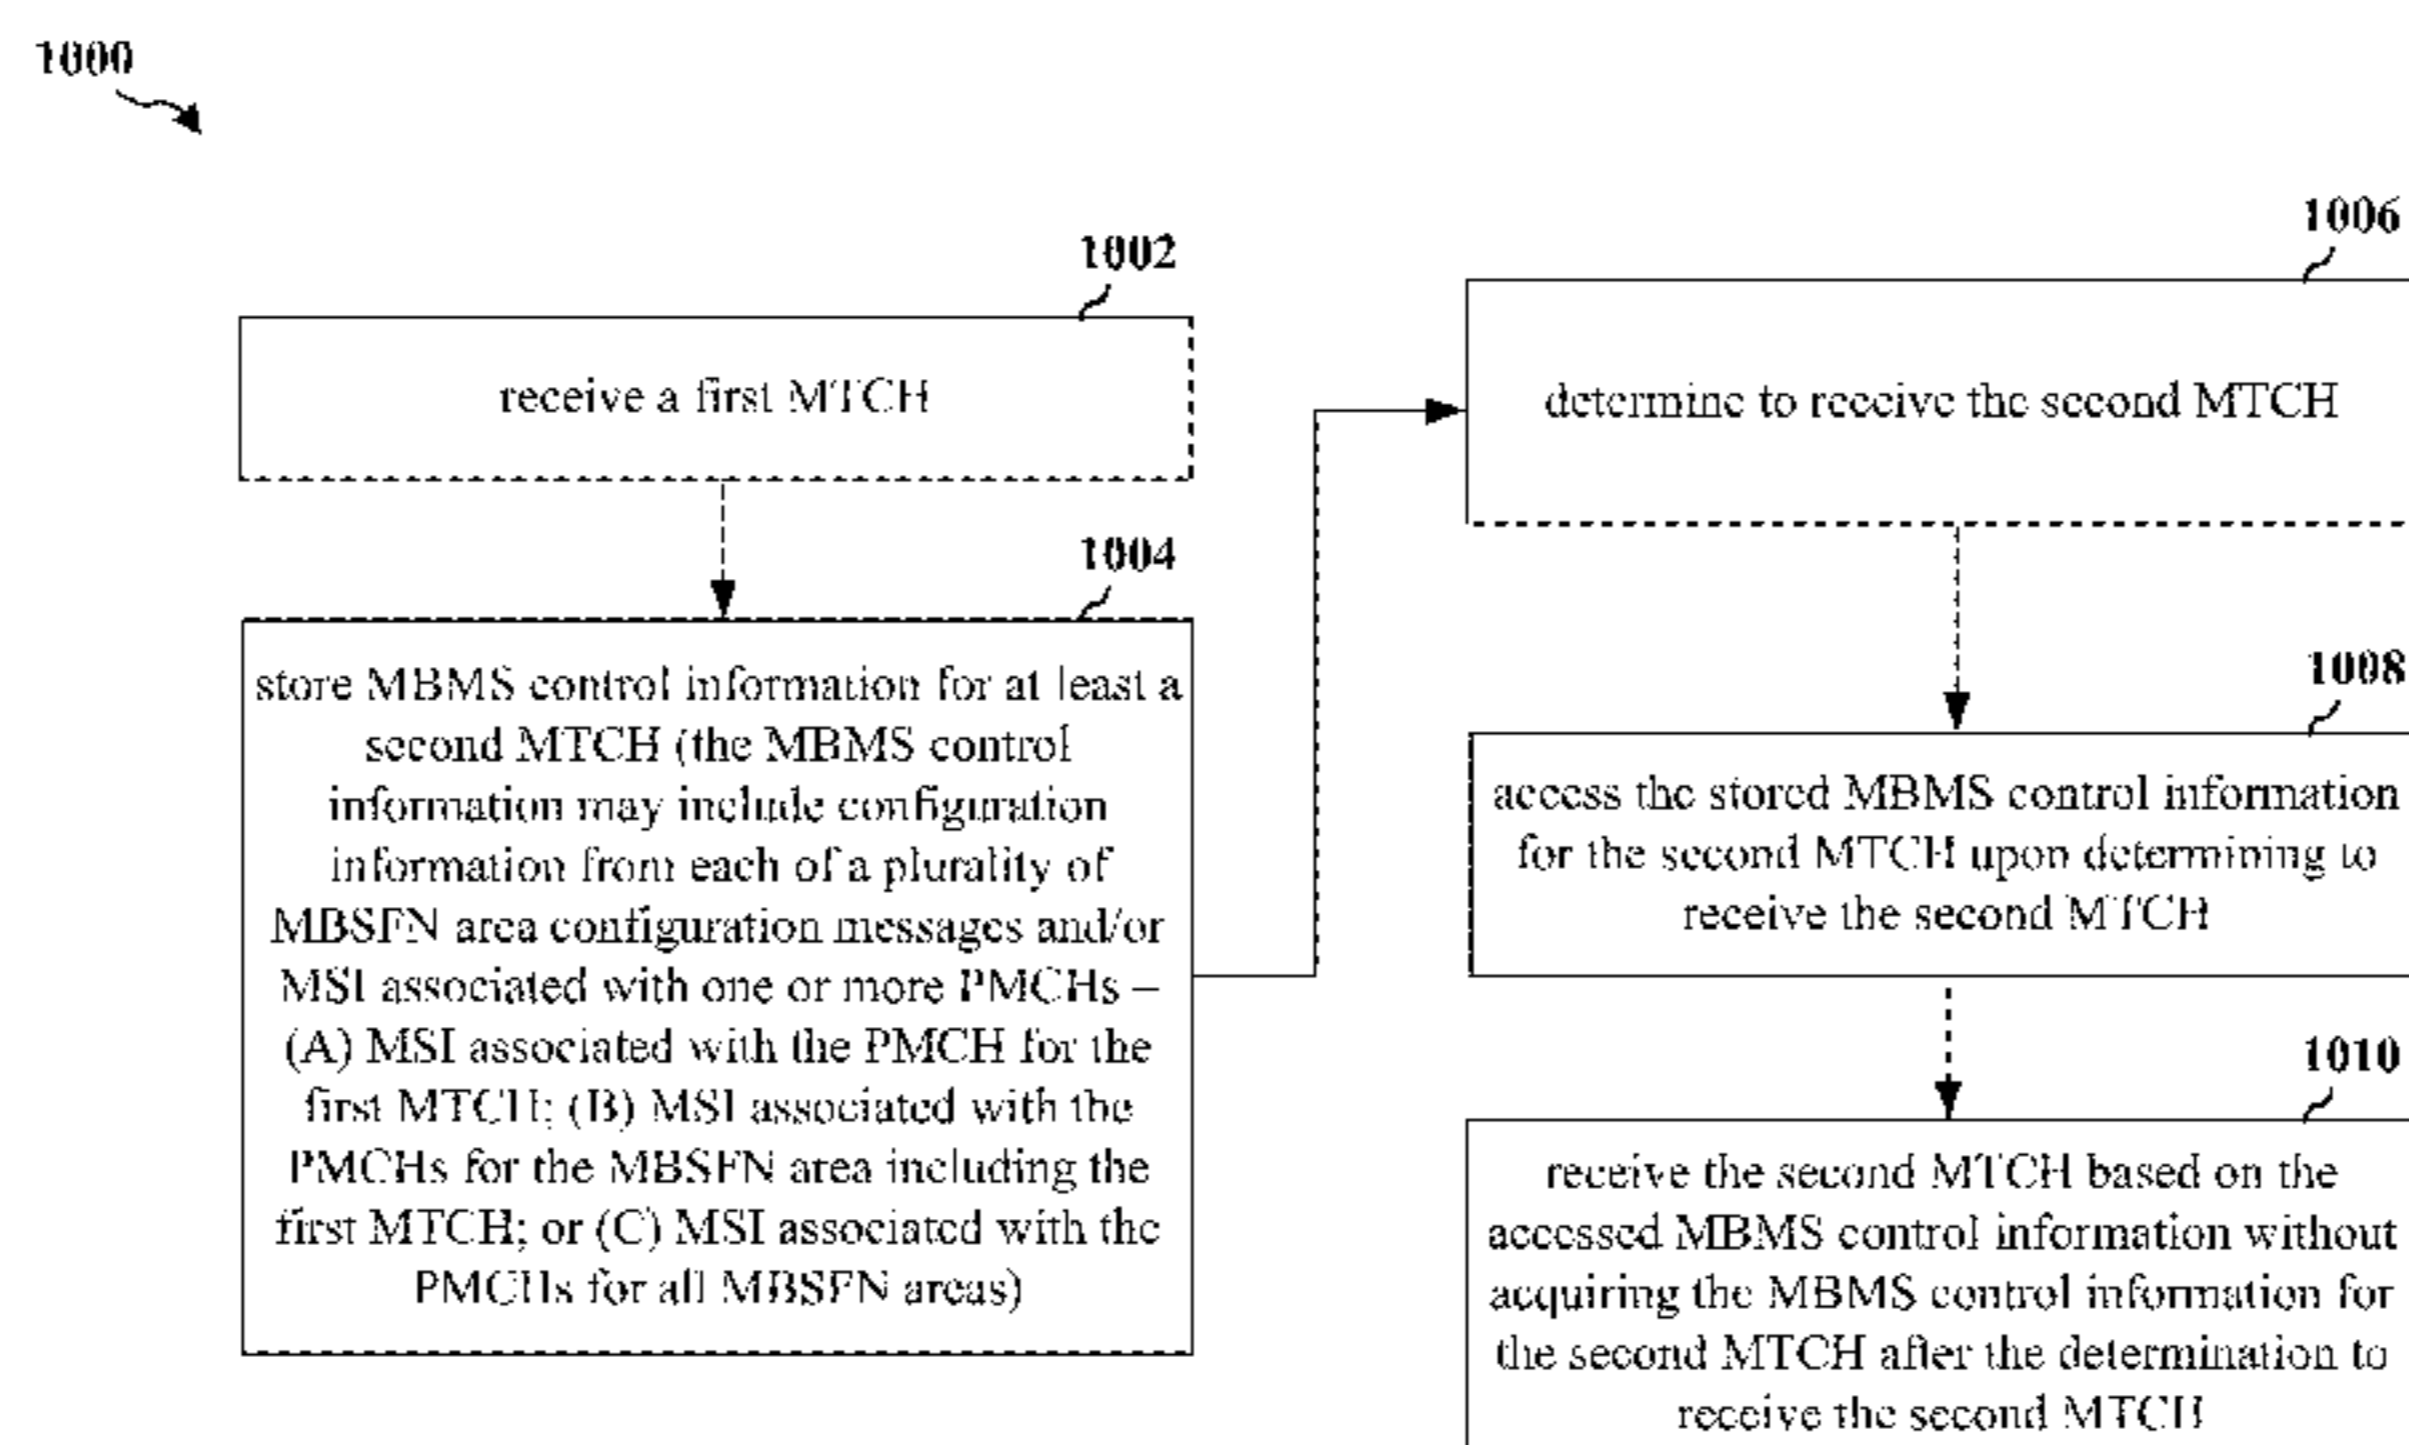 1000
1002
receive a first MTCH
1004
store MBMS control information for at least a
second MTCH (the MBMS control
information may include configuration
information from each of a plurality of
MBSFN area configuration messages and/or
MSI associated with one or more PMCHs –
(A) MSI associated with the PMCH for the
first MTCH; (B) MSI associated with the
PMCHs for the MBSFN area including the
first MTCH; or (C) MSI associated with the
PMCHs for all MBSFN areas)
1006
determine to receive the second MTCH
1008
access the stored MBMS control information
for the second MTCH upon determining to
receive the second MTCH
1010
receive the second MTCH based on the
accessed MBMS control information without
acquiring the MBMS control information for
the second MTCH after the determination to
receive the second MTCH